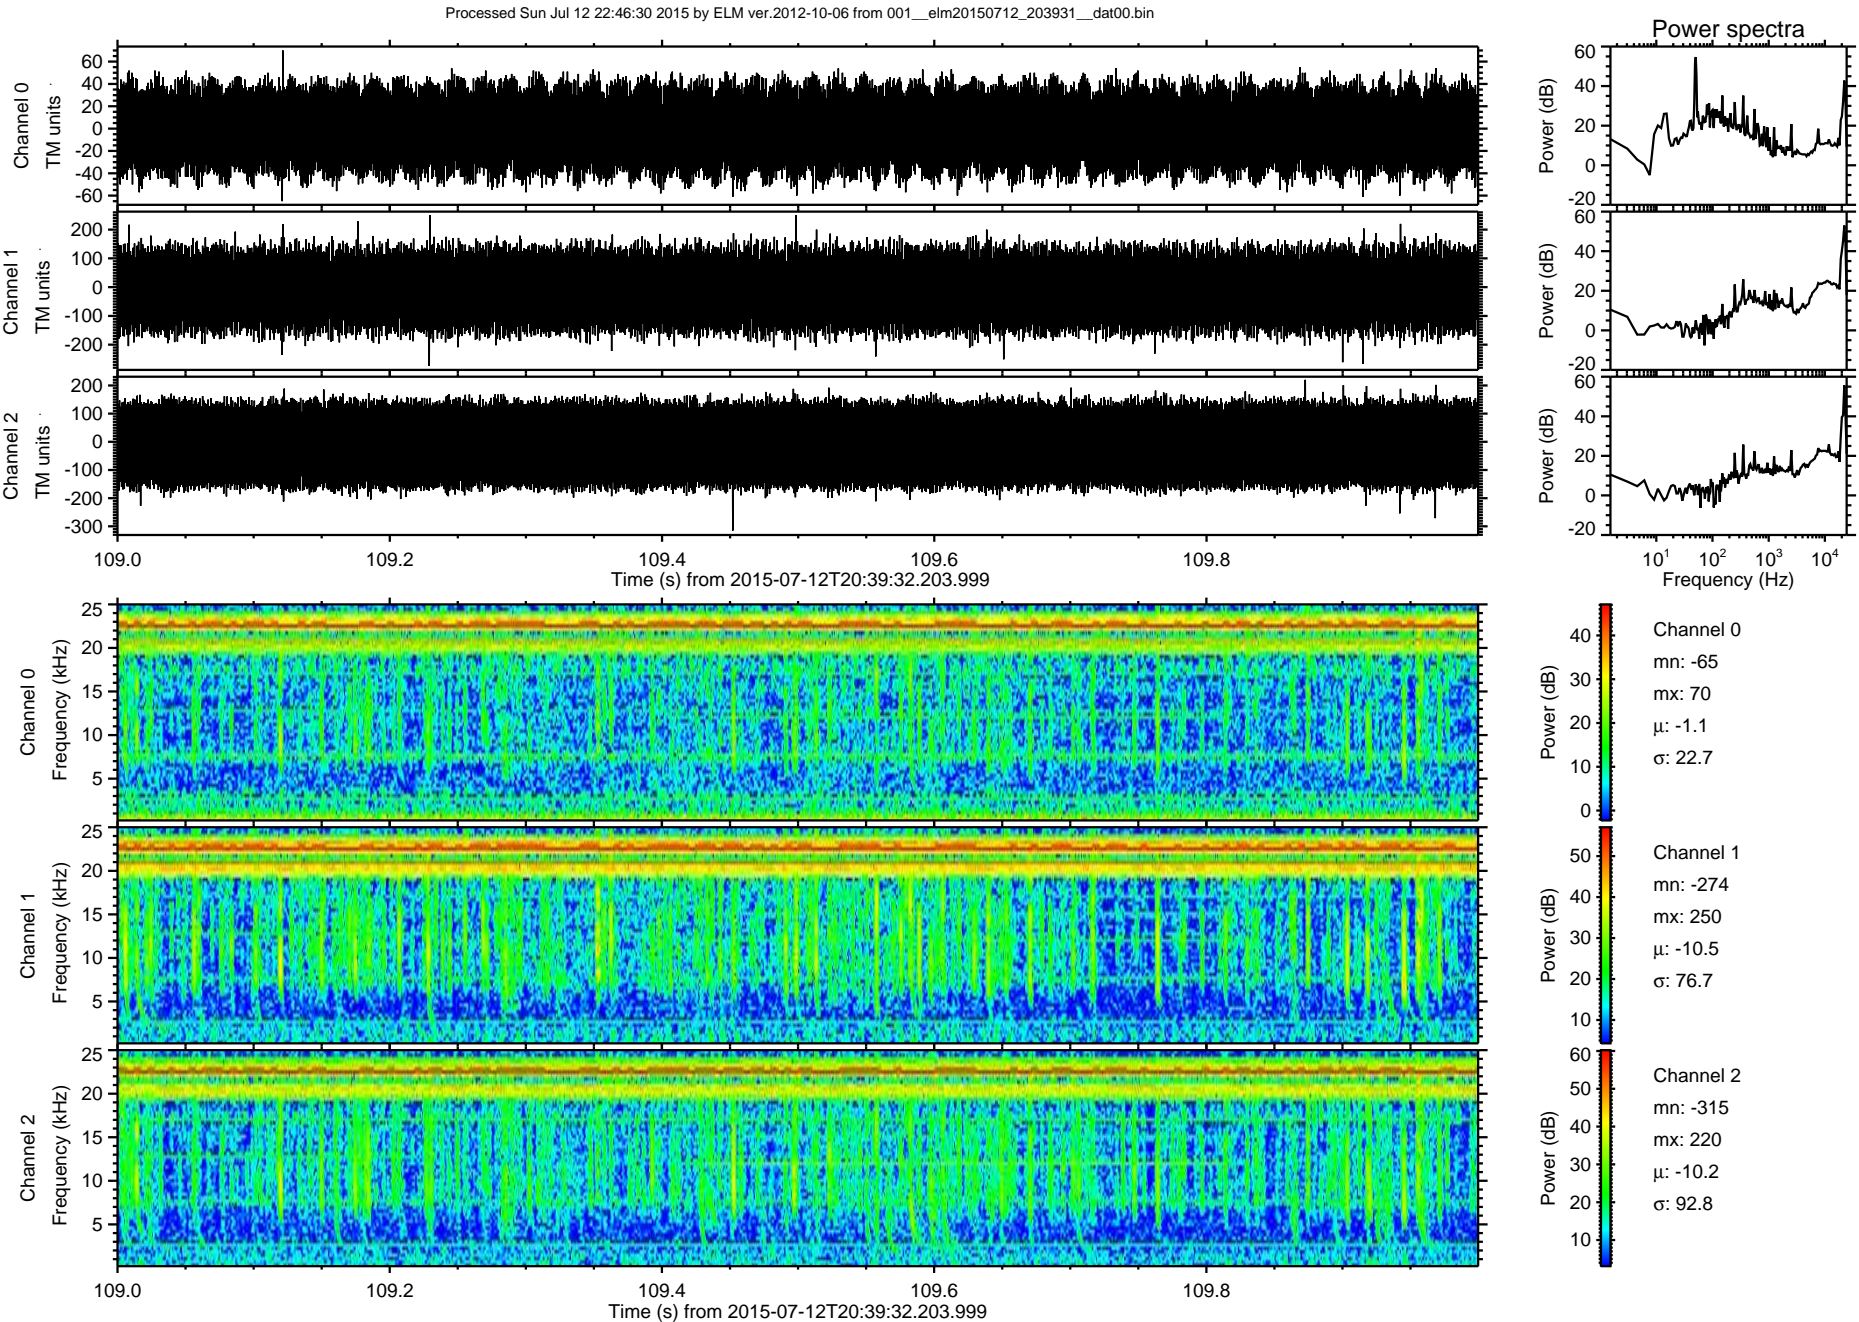 Processed Sun Jul 12 22:46:30 2015 by ELM ver.2012-10-06 from 001__elm20150712_203931__dat00.bin
Power spectra
Channel 0
TM units
60
40
20
0
-20
-40
-60
Power (dB)
60
40
20
0
-20
Channel 1
TM units
200
100
0
-100
-200
Power (dB)
60
40
20
0
-20
Channel 2
TM units
200
100
0
-100
-200
-300
Power (dB)
60
40
20
0
-20
109.0 109.2 109.4 109.6 109.8
Time (s) from 2015-07-12T20:39:32.203.999
10^1 10^2 10^3 10^4
Frequency (Hz)
Channel 0
Frequency (kHz)
25
20
15
10
5
Power (dB)
40
30
20
10
0
Channel 0
mn: -65
mx: 70
μ: -1.1
σ: 22.7
Channel 1
Frequency (kHz)
25
20
15
10
5
Power (dB)
50
40
30
20
10
Channel 1
mn: -274
mx: 250
μ: -10.5
σ: 76.7
Channel 2
Frequency (kHz)
25
20
15
10
5
Power (dB)
60
50
40
30
20
10
Channel 2
mn: -315
mx: 220
μ: -10.2
σ: 92.8
109.0 109.2 109.4 109.6 109.8
Time (s) from 2015-07-12T20:39:32.203.999